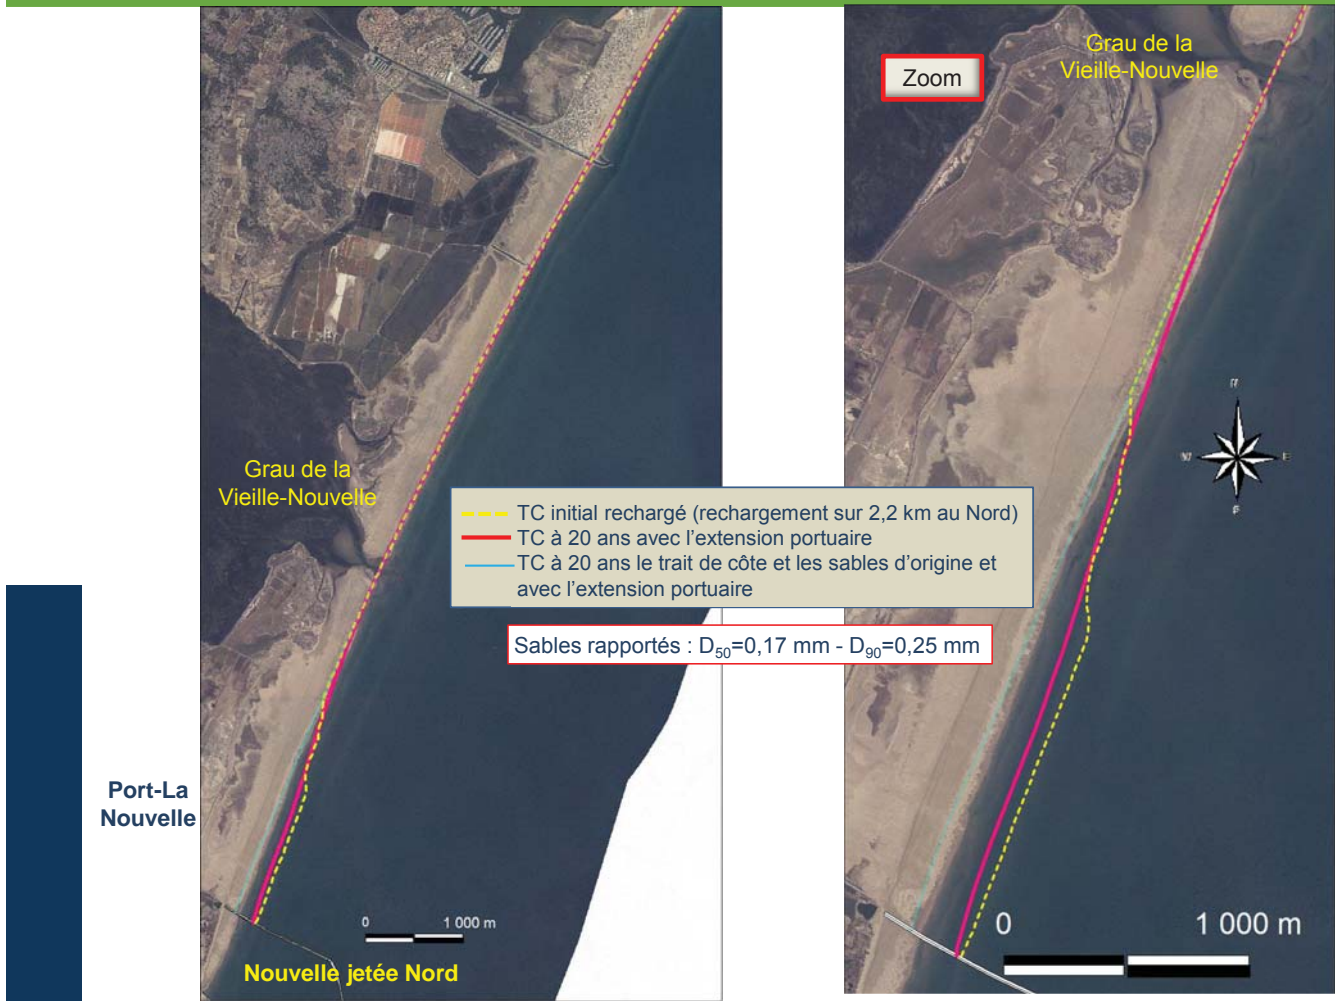 Grau de la
Vieille-Nouvelle
Zoom
N
W
E
Grau de la
Vieille-Nouvelle
TC initial rechargé (rechargement sur 2,2 km au Nord)
TC à 20 ans avec l'extension portuaire
TC à 20 ans le trait de côte et les sables d'origine et
avec l'extension portuaire
Sables rapportés : D50=0,17 mm - D90=0,25 mm
Port-La
Nouvelle
0 1 000 m
Nouvelle jetée Nord
0 1 000 m